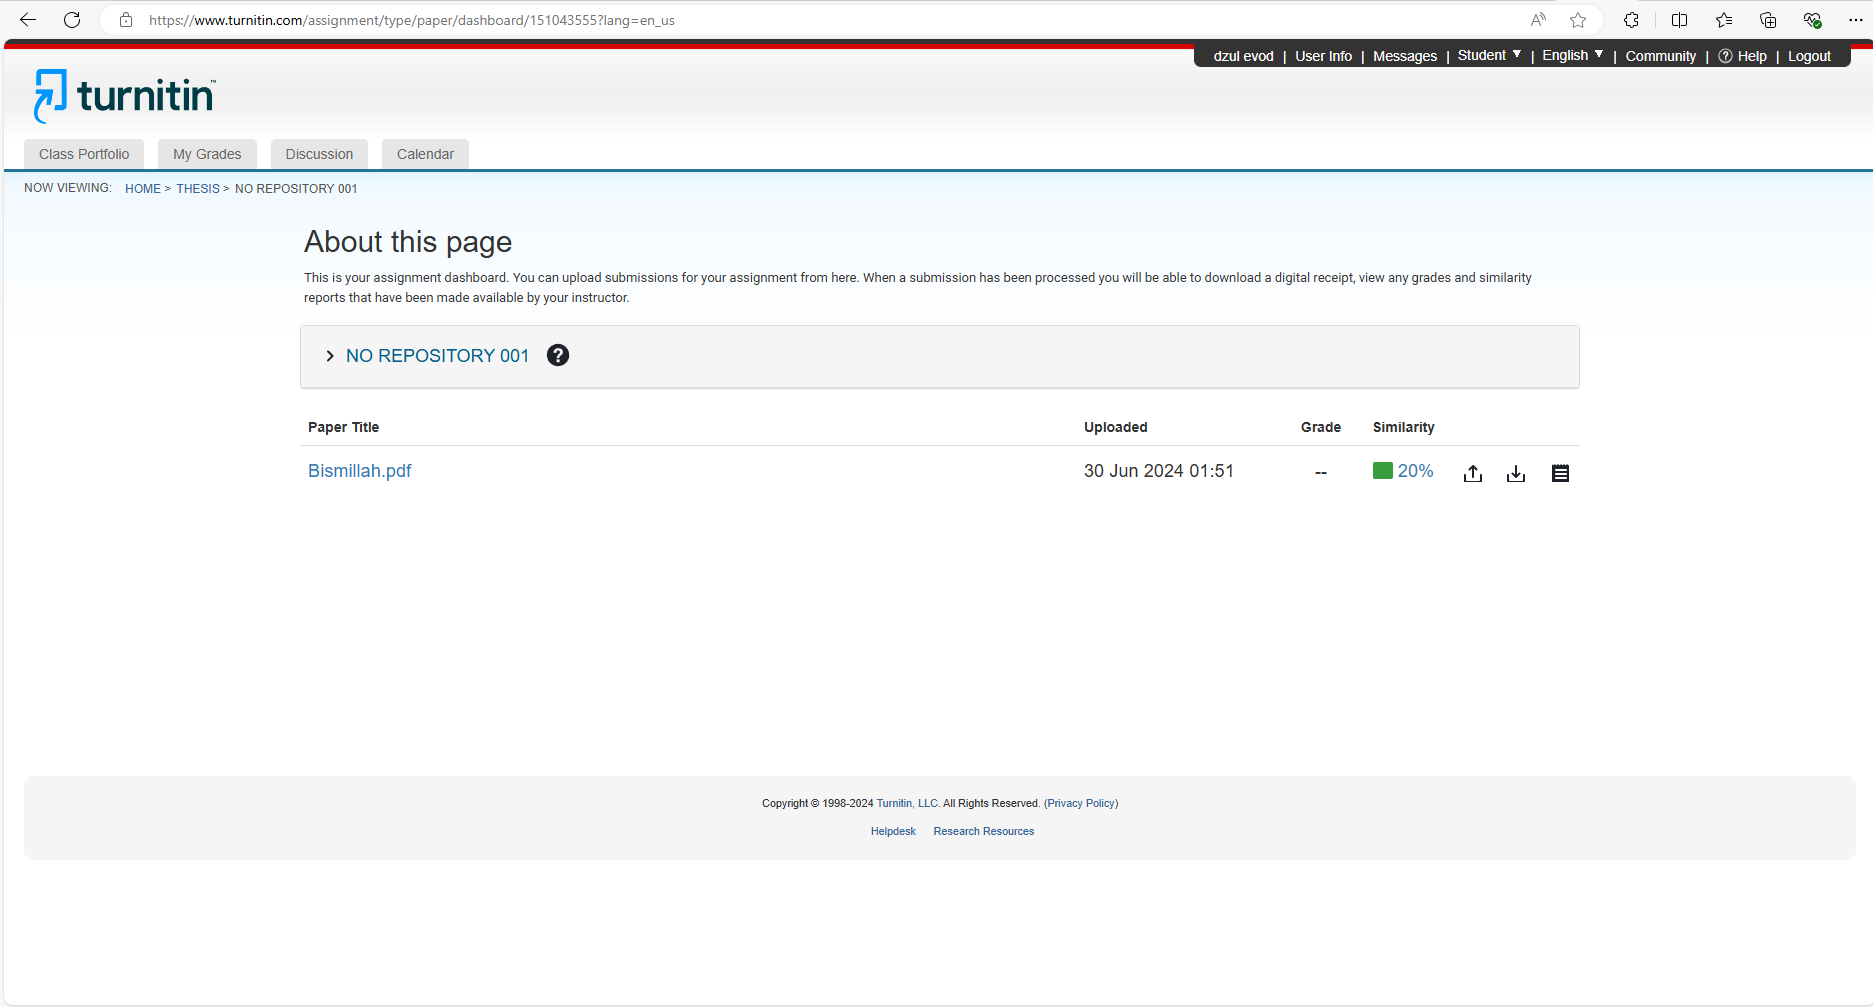 https://www.turnitin.com/assignment/type/paper/dashboard/151043555?lang=en_us
dzul evod | User Info | Messages | Student ▼ | English ▼ | Community | ? Help | Logout
turnitin™
Class Portfolio My Grades Discussion Calendar
NOW VIEWING: HOME > THESIS > NO REPOSITORY 001
About this page
This is your assignment dashboard. You can upload submissions for your assignment from here. When a submission has been processed you will be able to download a digital receipt, view any grades and similarity
reports that have been made available by your instructor.
NO REPOSITORY 001 ?
Paper Title Uploaded Grade Similarity
Bismillah.pdf 30 Jun 2024 01:51 -- 20%
Copyright © 1998-2024 Turnitin, LLC. All Rights Reserved. (Privacy Policy)
Helpdesk Research Resources